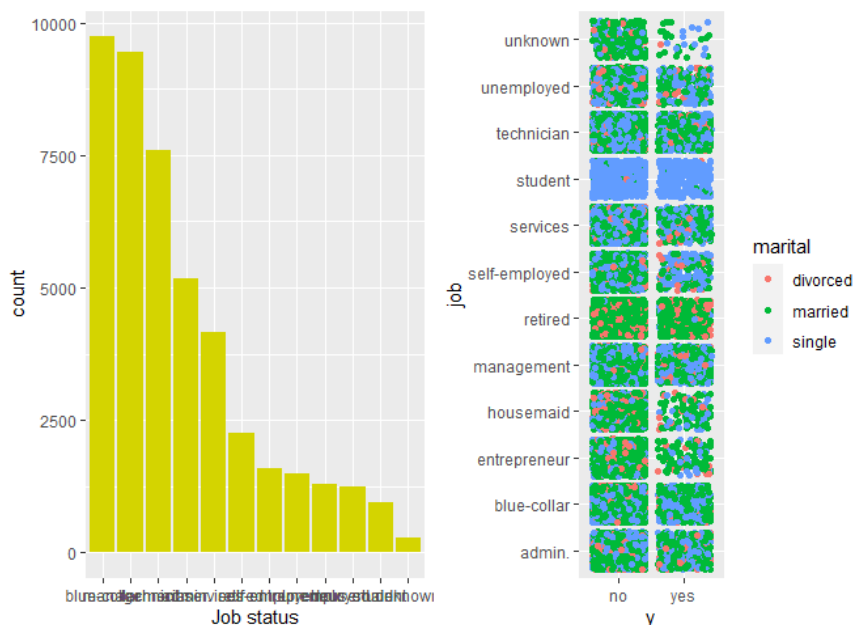 10000
7500
5000
2500
0
count
Job status
unknown
unemployed
technician
student
services
self-employed
retired
management
housemaid
entrepreneur
blue-collar
admin.
job
no yes
y
marital
divorced
married
single